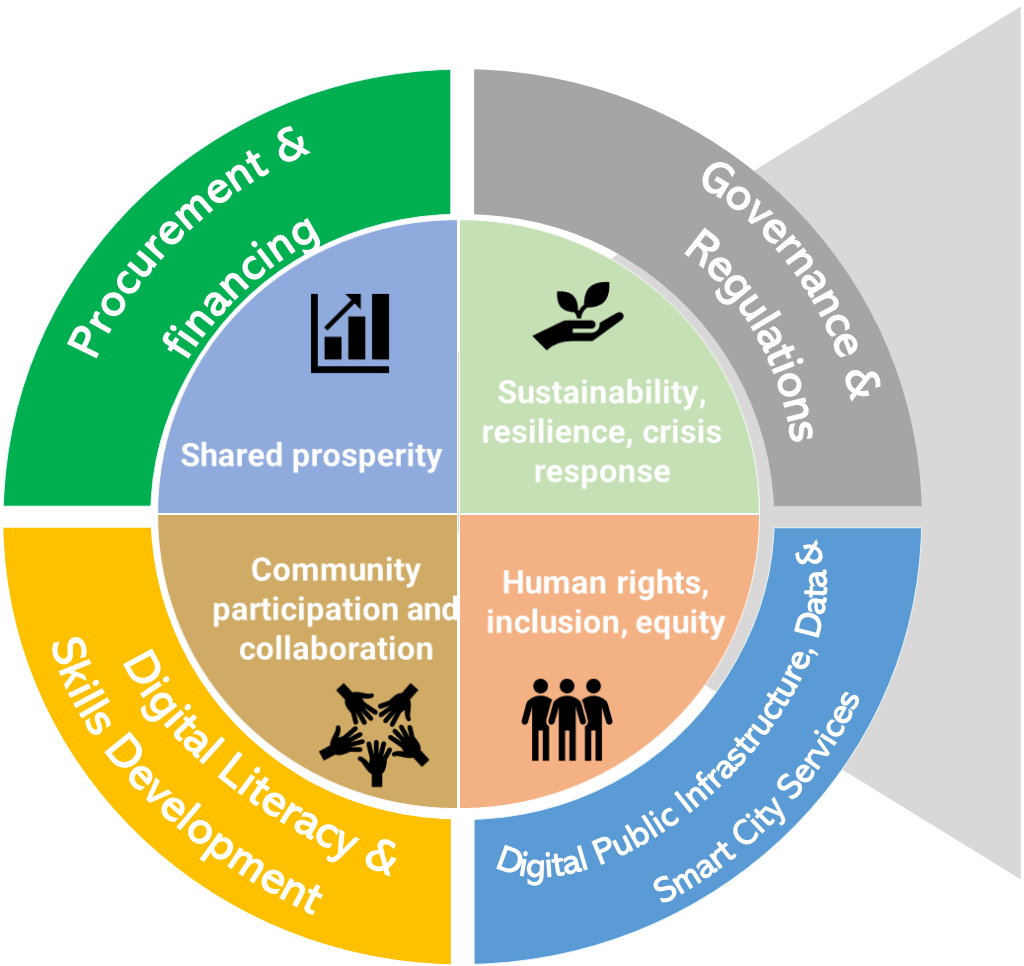 Procurement &
financing
Governance &
Regulations
Shared prosperity
Sustainability,
resilience, crisis
response
Community
participation and
collaboration
Human rights,
inclusion, equity
Digital Literacy &
Skills Development
Digital Public Infrastructure, Data &
Smart City Services